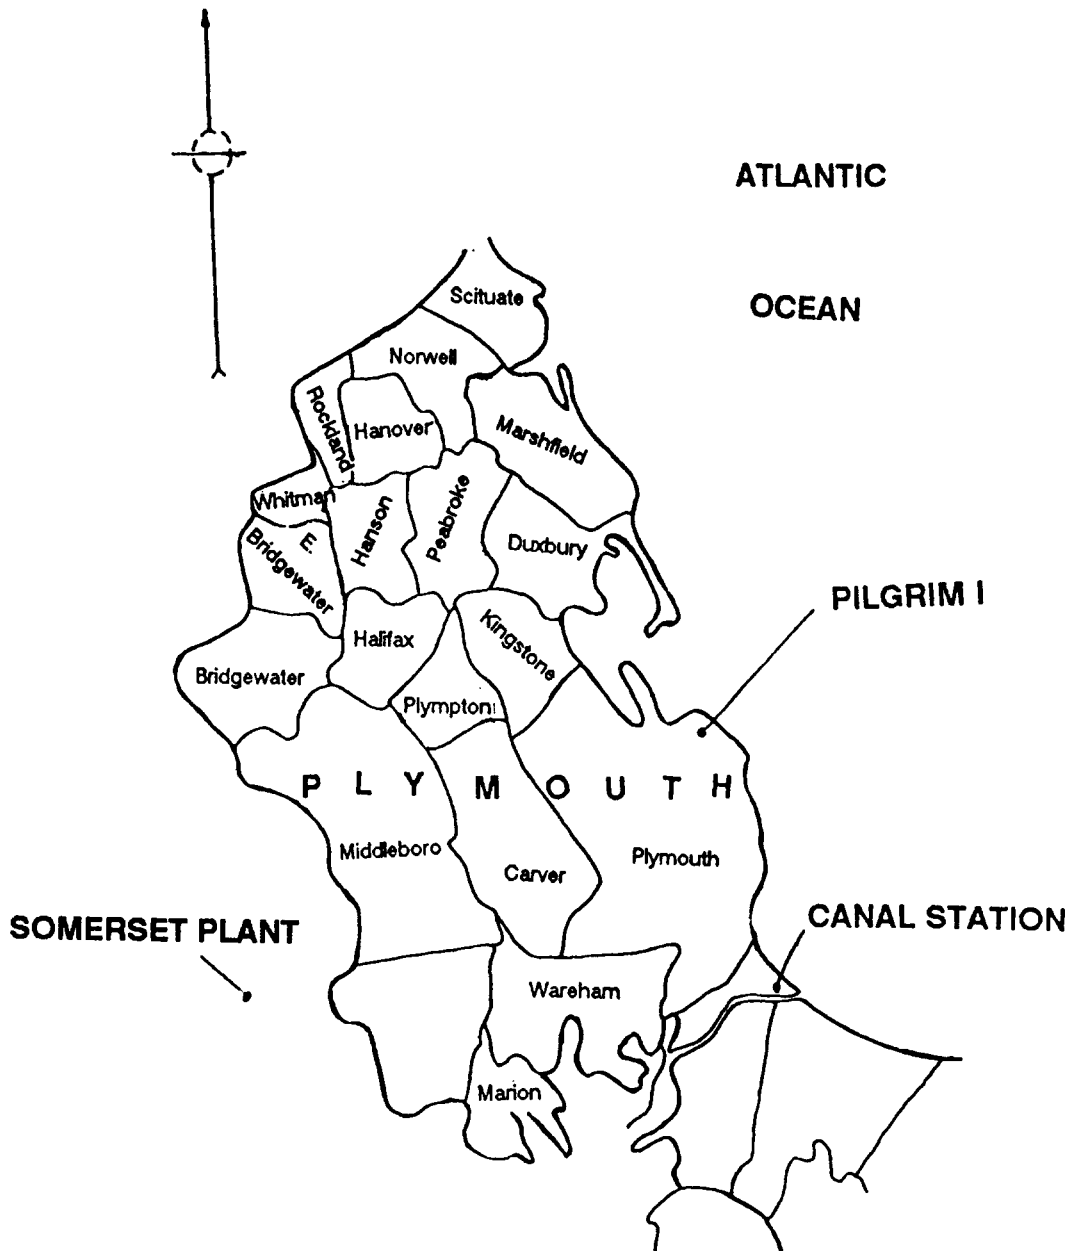 ATLANTIC
OCEAN
Scituate
Norwell
Rockland
Hanover
Marshfield
Whitman
Hanson
Peabroke
E.
Bridgewater
Duxbury
PILGRIM I
Halifax
Kingstone
Bridgewater
Plympton
P L Y M O U T H
Middleboro
Plymouth
Carver
SOMERSET PLANT
CANAL STATION
Wareham
Marion